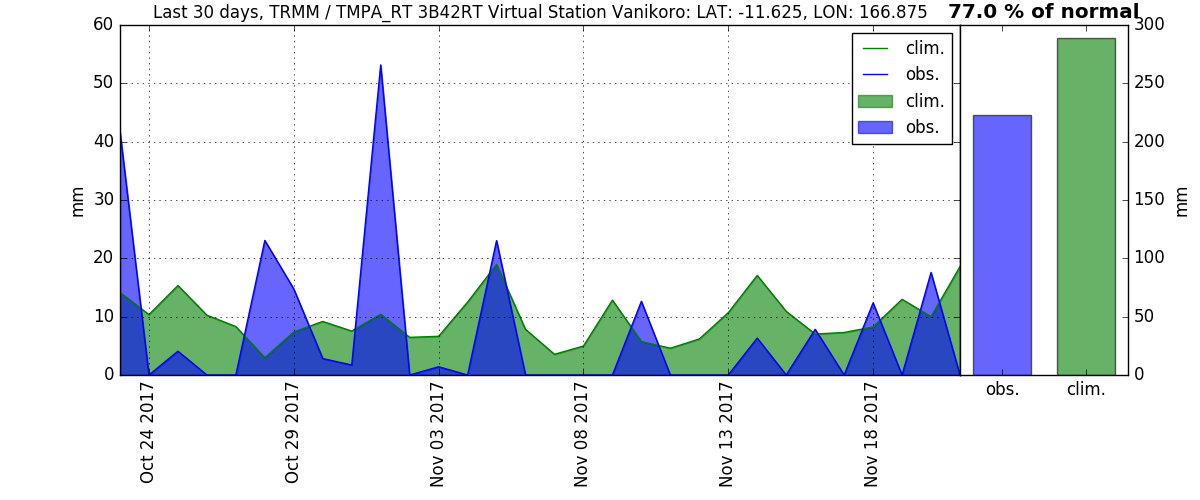 Last 30 days, TRMM / TMPA_RT 3B42RT Virtual Station Vanikoro: LAT: -11.625, LON: 166.875
77.0 % of normal
60
50
40
30
20
10
0
mm
clim.
obs.
clim.
obs.
300
250
200
150
100
50
0
mm
Oct 24 2017
Oct 29 2017
Nov 03 2017
Nov 08 2017
Nov 13 2017
Nov 18 2017
obs.
clim.